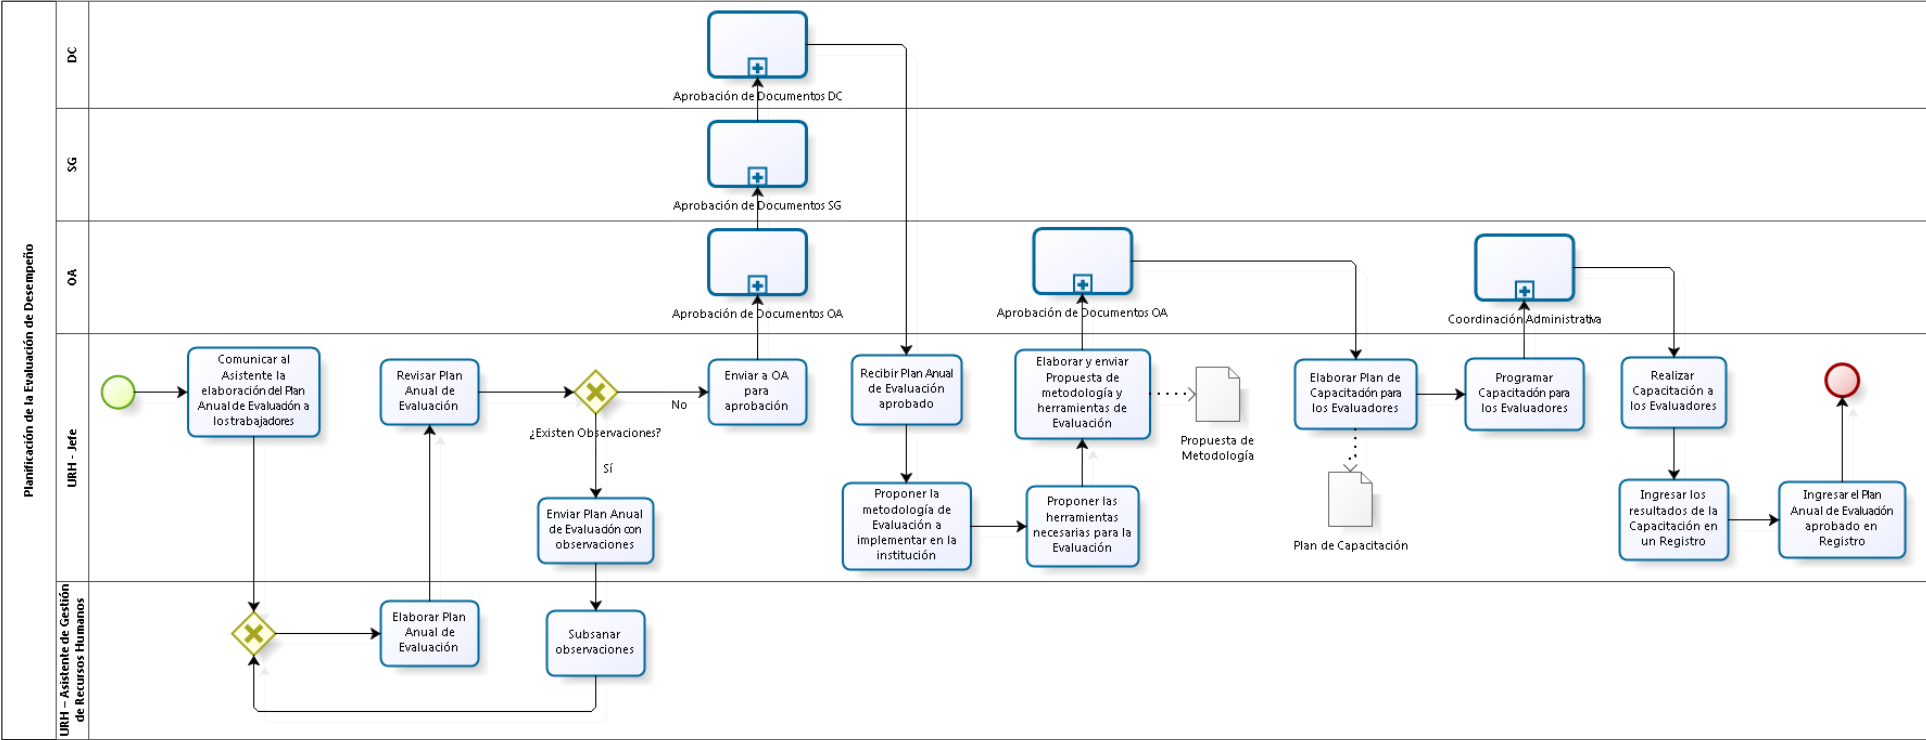 Planificación de la Evaluación de Desempeño
DC
Aprobación de Documentos DC
SG
Aprobación de Documentos SG
OA
Aprobación de Documentos OA
Aprobación de Documentos OA
Coordinación Administrativa
URH - Jefe
Comunicar al
Asistente la
elaboración del Plan
Anual de Evaluación a
los trabajadores
Revisar Plan
Anual de
Evaluación
¿Existen Observaciones?
No
Sí
Enviar a OA
para
aprobación
Enviar Plan Anual
de Evaluación con
observaciones
Recibir Plan Anual
de Evaluación
aprobado
Proponer la
metodología de
Evaluación a
implementar en la
institución
Proponer las
herramientas
necesarias para la
Evaluación
Elaborar y enviar
Propuesta de
metodología y
herramientas de
Evaluación
Propuesta de
Metodología
Elaborar Plan de
Capacitación para
los Evaluadores
Plan de Capacitación
Programar
Capacitación para
los Evaluadores
Realizar
Capacitación a
los Evaluadores
Ingresar los
resultados de la
Capacitación en
un Registro
Ingresar el Plan
Anual de Evaluación
aprobado en
Registro
URH – Asistente de Gestión
de Recursos Humanos
Elaborar Plan
Anual de
Evaluación
Subsanar
observaciones